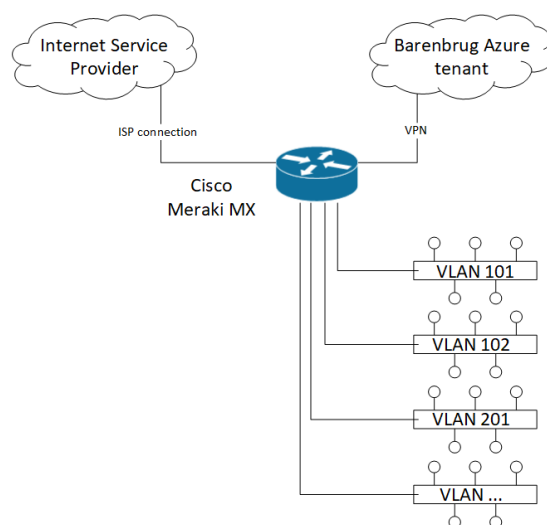 Internet Service
Provider
Barenbrug Azure
tenant
ISP connection
VPN
Cisco
Meraki MX
VLAN 101
VLAN 102
VLAN 201
VLAN ...